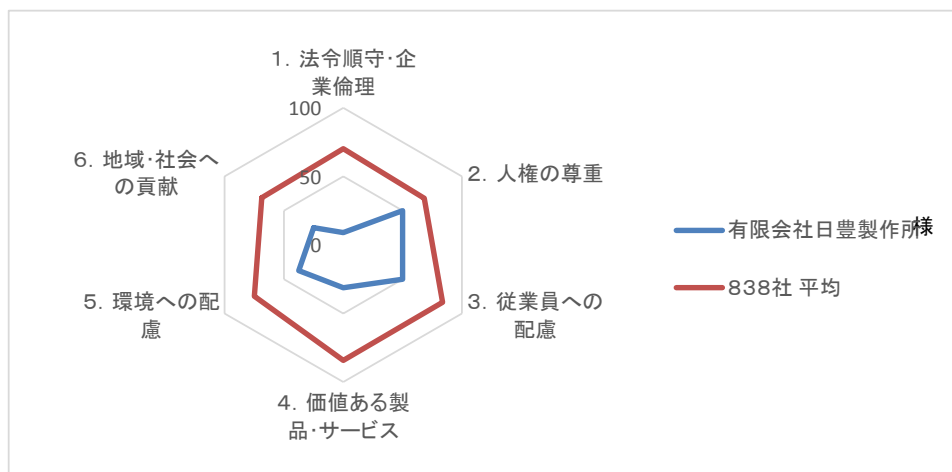 1．法令順守・企
業倫理
100
50
0
2．人権の尊重
3．従業員への
配慮
4．価値ある製
品・サービス
5．環境への配
慮
6．地域・社会へ
の貢献
有限会社日豊製作所様
838社 平均